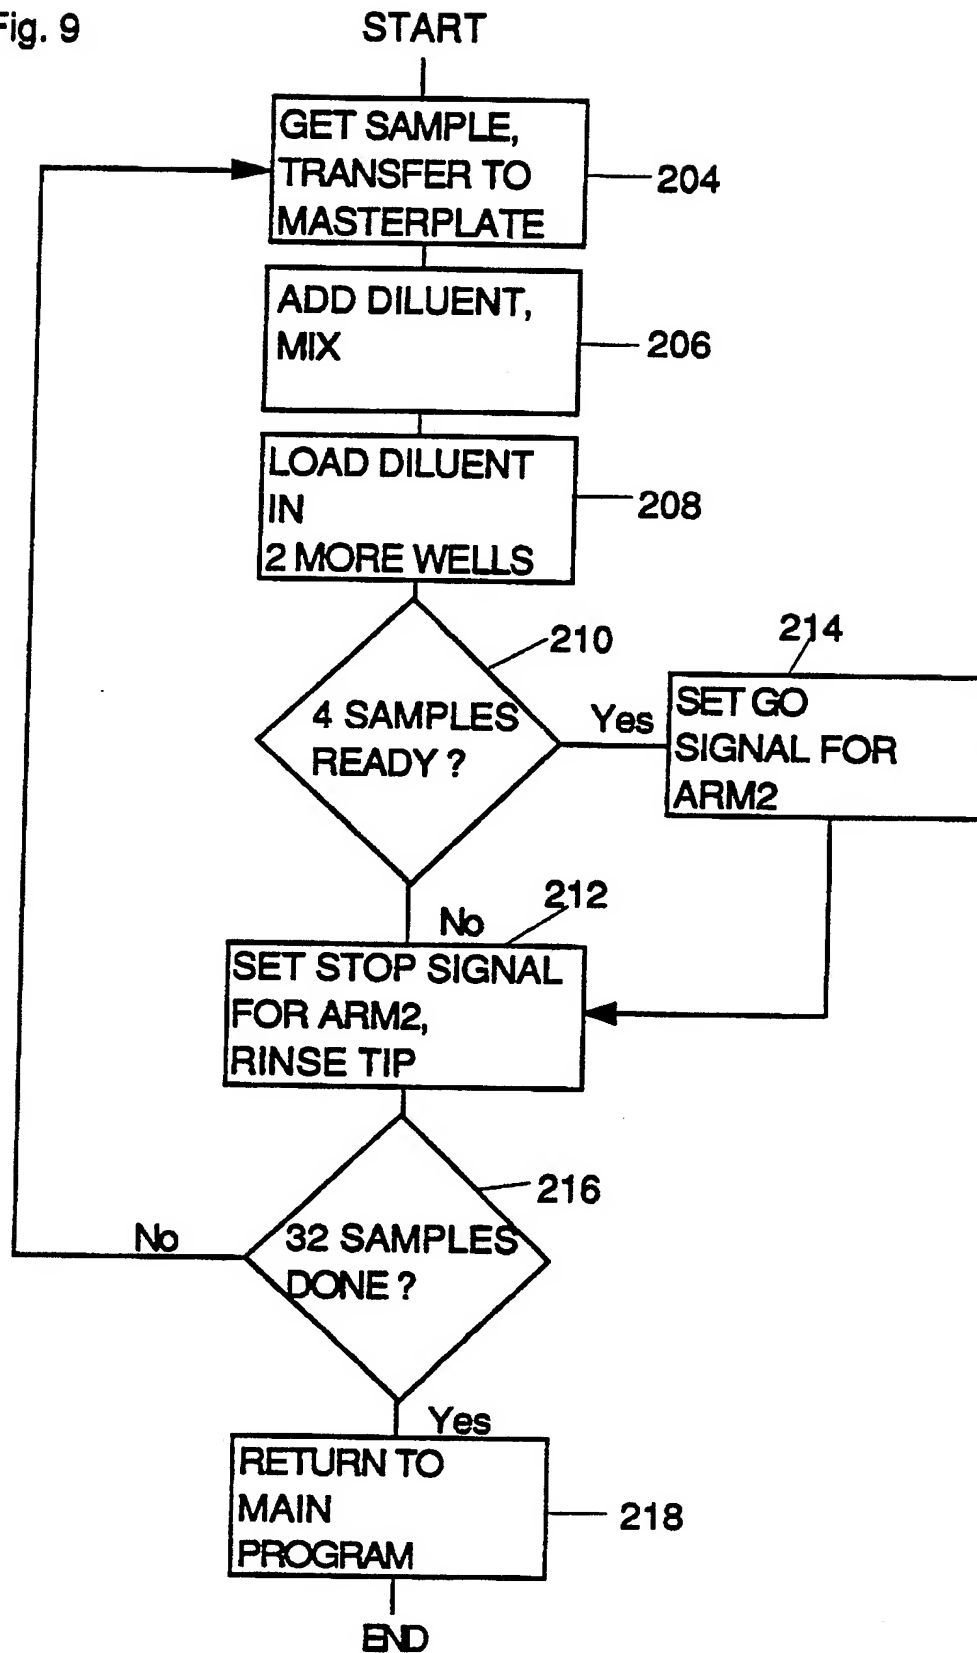 Fig. 9
START
GET SAMPLE,
TRANSFER TO
MASTERPLATE
204
ADD DILUENT,
MIX
206
LOAD DILUENT
IN
2 MORE WELLS
208
210
4 SAMPLES
READY ?
Yes
214
SET GO
SIGNAL FOR
ARM2
No
212
SET STOP SIGNAL
FOR ARM2,
RINSE TIP
216
32 SAMPLES
DONE ?
No
Yes
RETURN TO
MAIN
PROGRAM
218
END